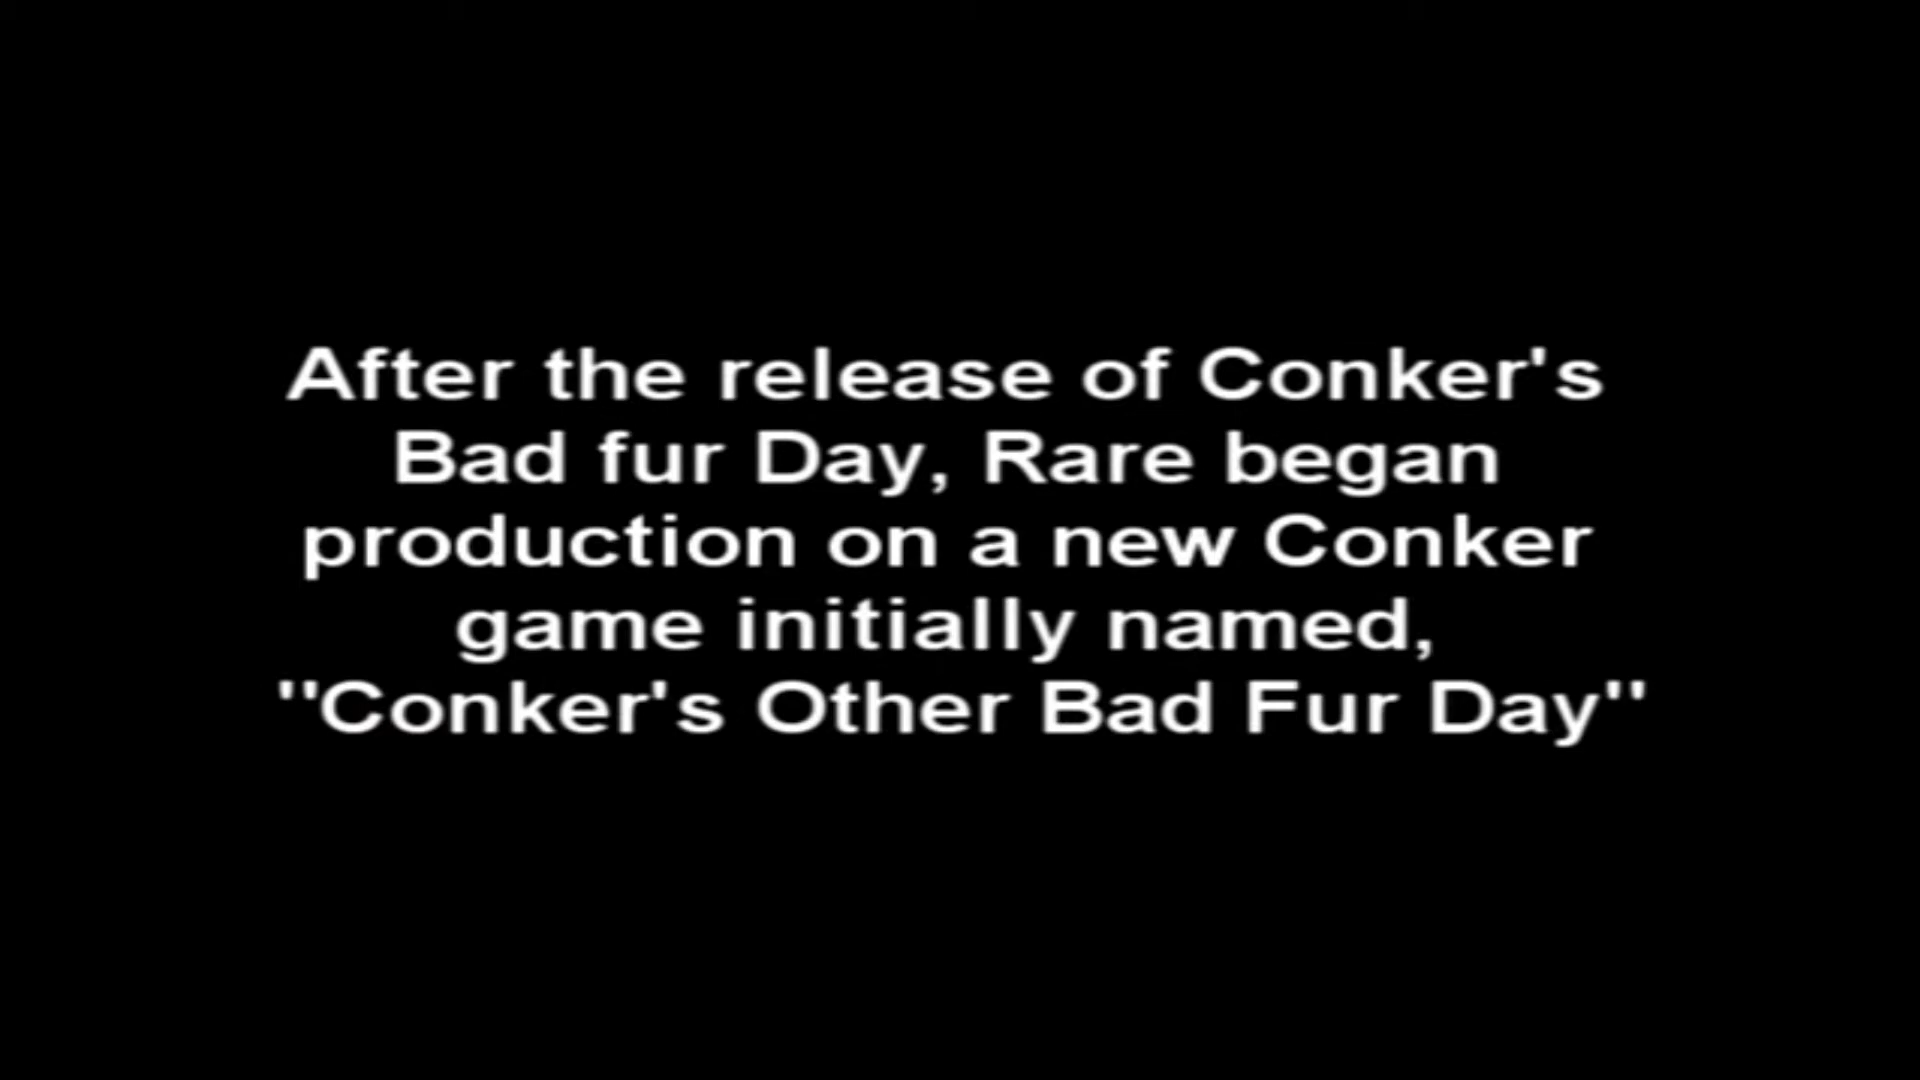 After the release of Conker's
Bad fur Day, Rare began
production on a new Conker
game initially named,
"Conker's Other Bad Fur Day"